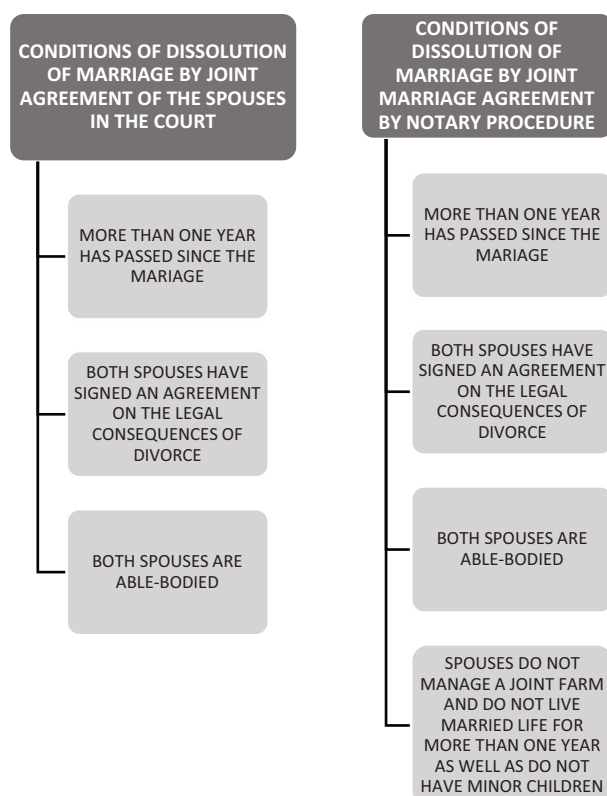 CONDITIONS OF DISSOLUTION
OF MARRIAGE BY JOINT
AGREEMENT OF THE SPOUSES
IN THE COURT
MORE THAN ONE YEAR
HAS PASSED SINCE THE
MARIAGE
BOTH SPOUSES HAVE
SIGNED AN AGREEMENT
ON THE LEGAL
CONSEQUENCES OF
DIVORCE
BOTH SPOUSES ARE
ABLE-BODIED
CONDITIONS OF
DISSOLUTION OF
MARRIAGE BY JOINT
MARRIAGE AGREEMENT
BY NOTARY PROCEDURE
MORE THAN ONE YEAR
HAS PASSED SINCE THE
MARIAGE
BOTH SPOUSES HAVE
SIGNED AN AGREEMENT
ON THE LEGAL
CONSEQUENCES OF
DIVORCE
BOTH SPOUSES ARE
ABLE-BODIED
SPOUSES DO NOT
MANAGE A JOINT FARM
AND DO NOT LIVE
MARRIED LIFE FOR
MORE THAN ONE YEAR
AS WELL AS DO NOT
HAVE MINOR CHILDREN